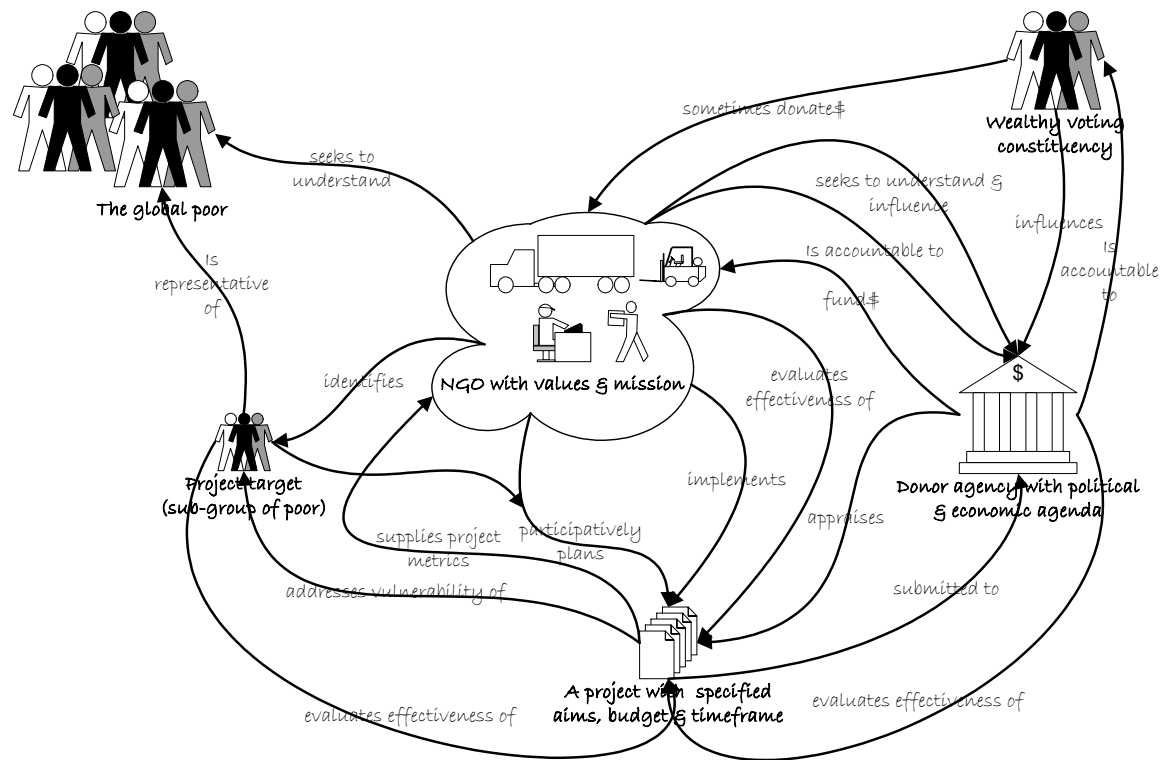 sometimes donate$
Wealthy voting
constituency
seeks to
understand
seeks to understand &
influence
The global poor
influences
Is accountable to
Is
accountable
to
Is
representative
of
fund$
$
identifies
NGO with values & mission
evaluates
effectiveness of
implements
Project target
(sub-group of poor)
Donor agency with political
& economic agenda
appraises
supplies project
metrics
participatively
plans
addresses vulnerability of
submitted to
A project with specified
aims, budget & timeframe
evaluates effectiveness of
evaluates effectiveness of